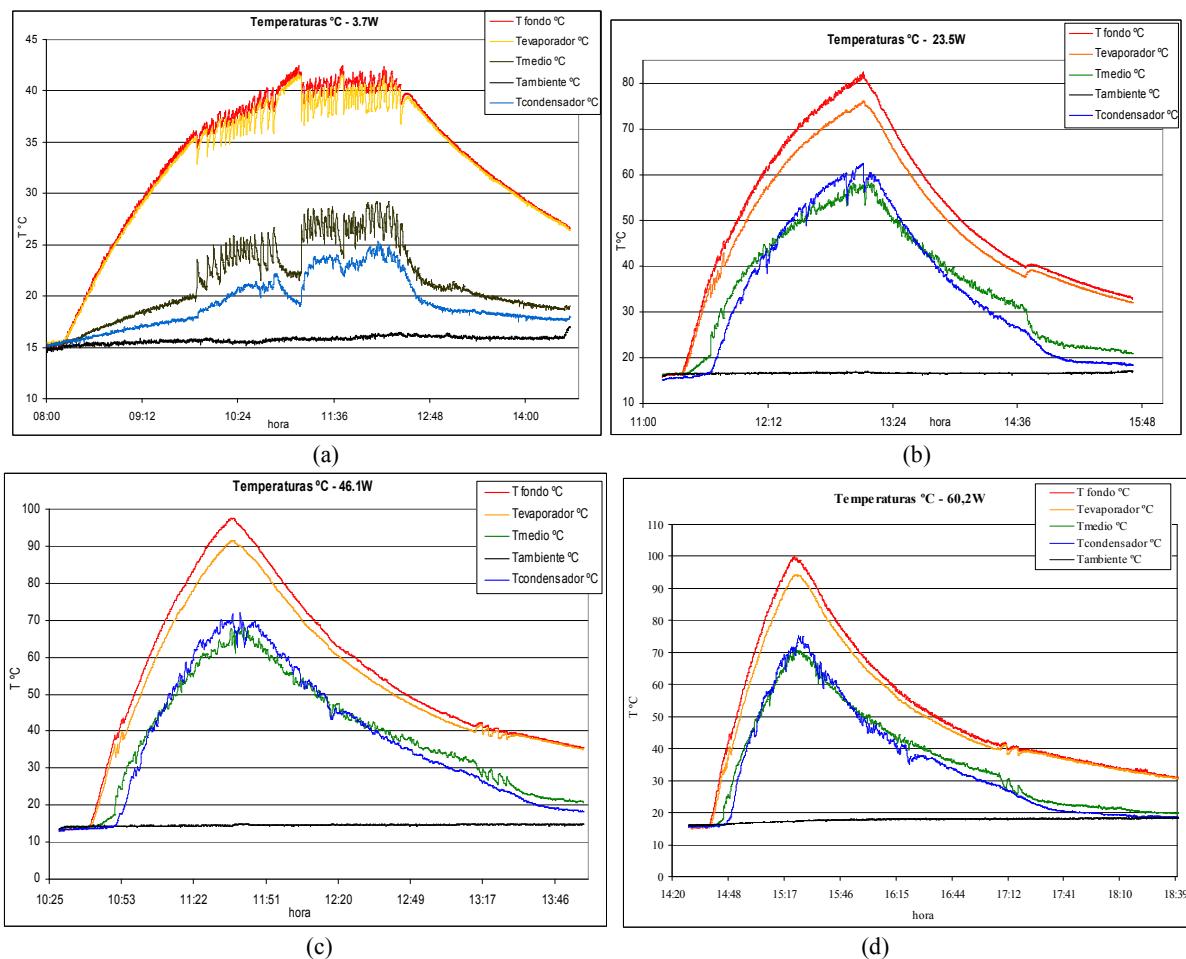 Temperaturas °C - 3.7W
T fondo ºC
Tevaporador ºC
Tmedio ºC
Tambiente ºC
Tcondensador ºC
T °C
45
40
35
30
25
20
15
10
08:00 09:12 10:24 11:36 12:48 14:00
hora
(a)
Temperaturas °C - 23.5W
T fondo ºC
Tevaporador ºC
Tmedio ºC
Tambiente ºC
Tcondensador ºC
T ºC
80
70
60
50
40
30
20
10
11:00 12:12 13:24 14:36 15:48
hora
(b)
Temperaturas ºC - 46.1W
T fondo ºC
Tevaporador ºC
Tmedio ºC
Tambiente ºC
Tcondensador ºC
T ºC
100
90
80
70
60
50
40
30
20
10
0
10:25 10:53 11:22 11:51 12:20 12:49 13:17 13:46
hora
(c)
Temperaturas ºC - 60,2W
T fondo ºC
Tevaporador ºC
Tmedio ºC
Tcondensador ºC
Tambiente ºC
T ºC
110
100
90
80
70
60
50
40
30
20
10
0
14:20 14:48 15:17 15:46 16:15 16:44 17:12 17:41 18:10 18:39
hora
(d)